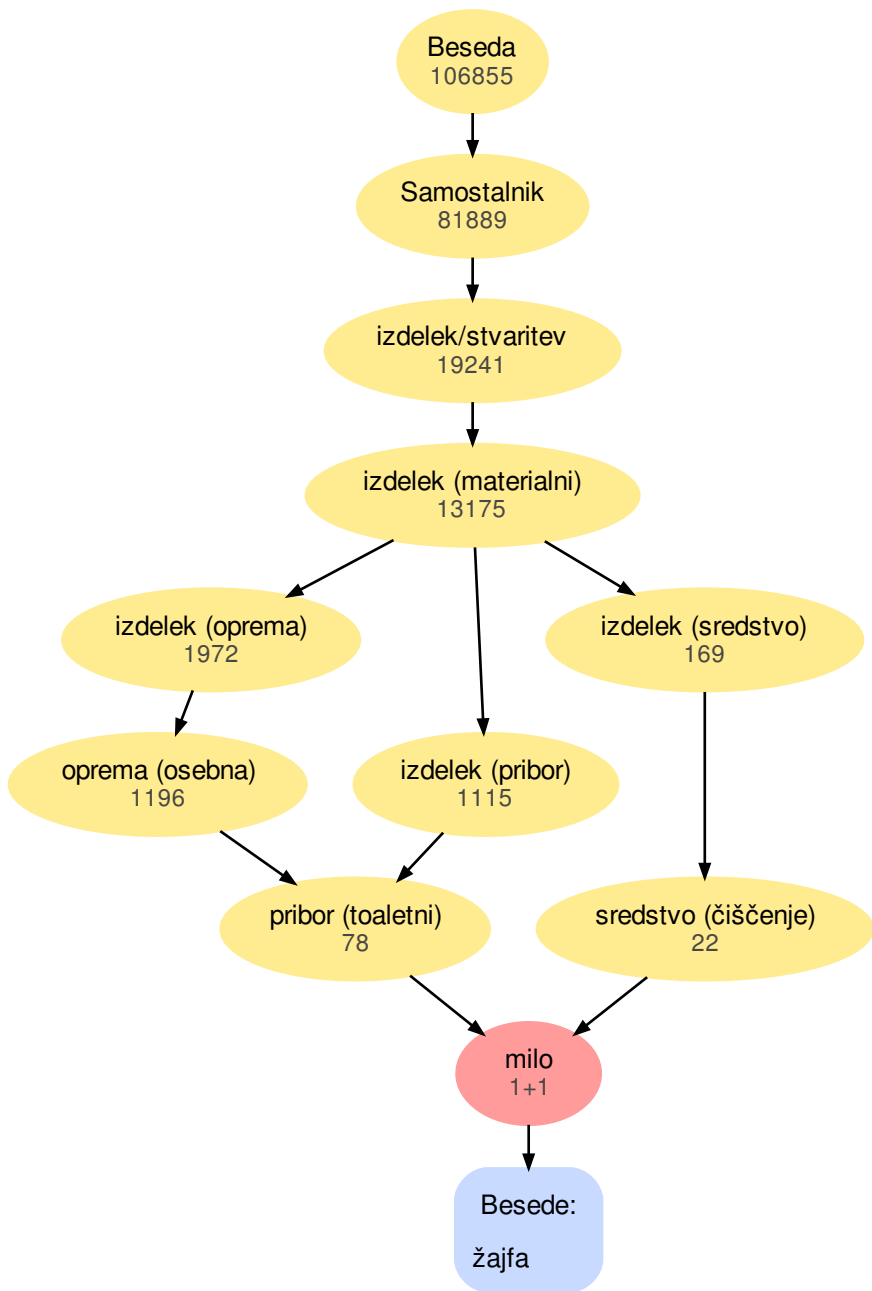 Beseda
106855
Samostalnik
81889
izdelek/stvaritev
19241
izdelek (materialni)
13175
izdelek (oprema)
1972
izdelek (sredstvo)
169
oprema (osebna)
1196
izdelek (pribor)
1115
pribor (toaletni)
78
sredstvo (čiščenje)
22
milo
1+1
Besede:
žajfa